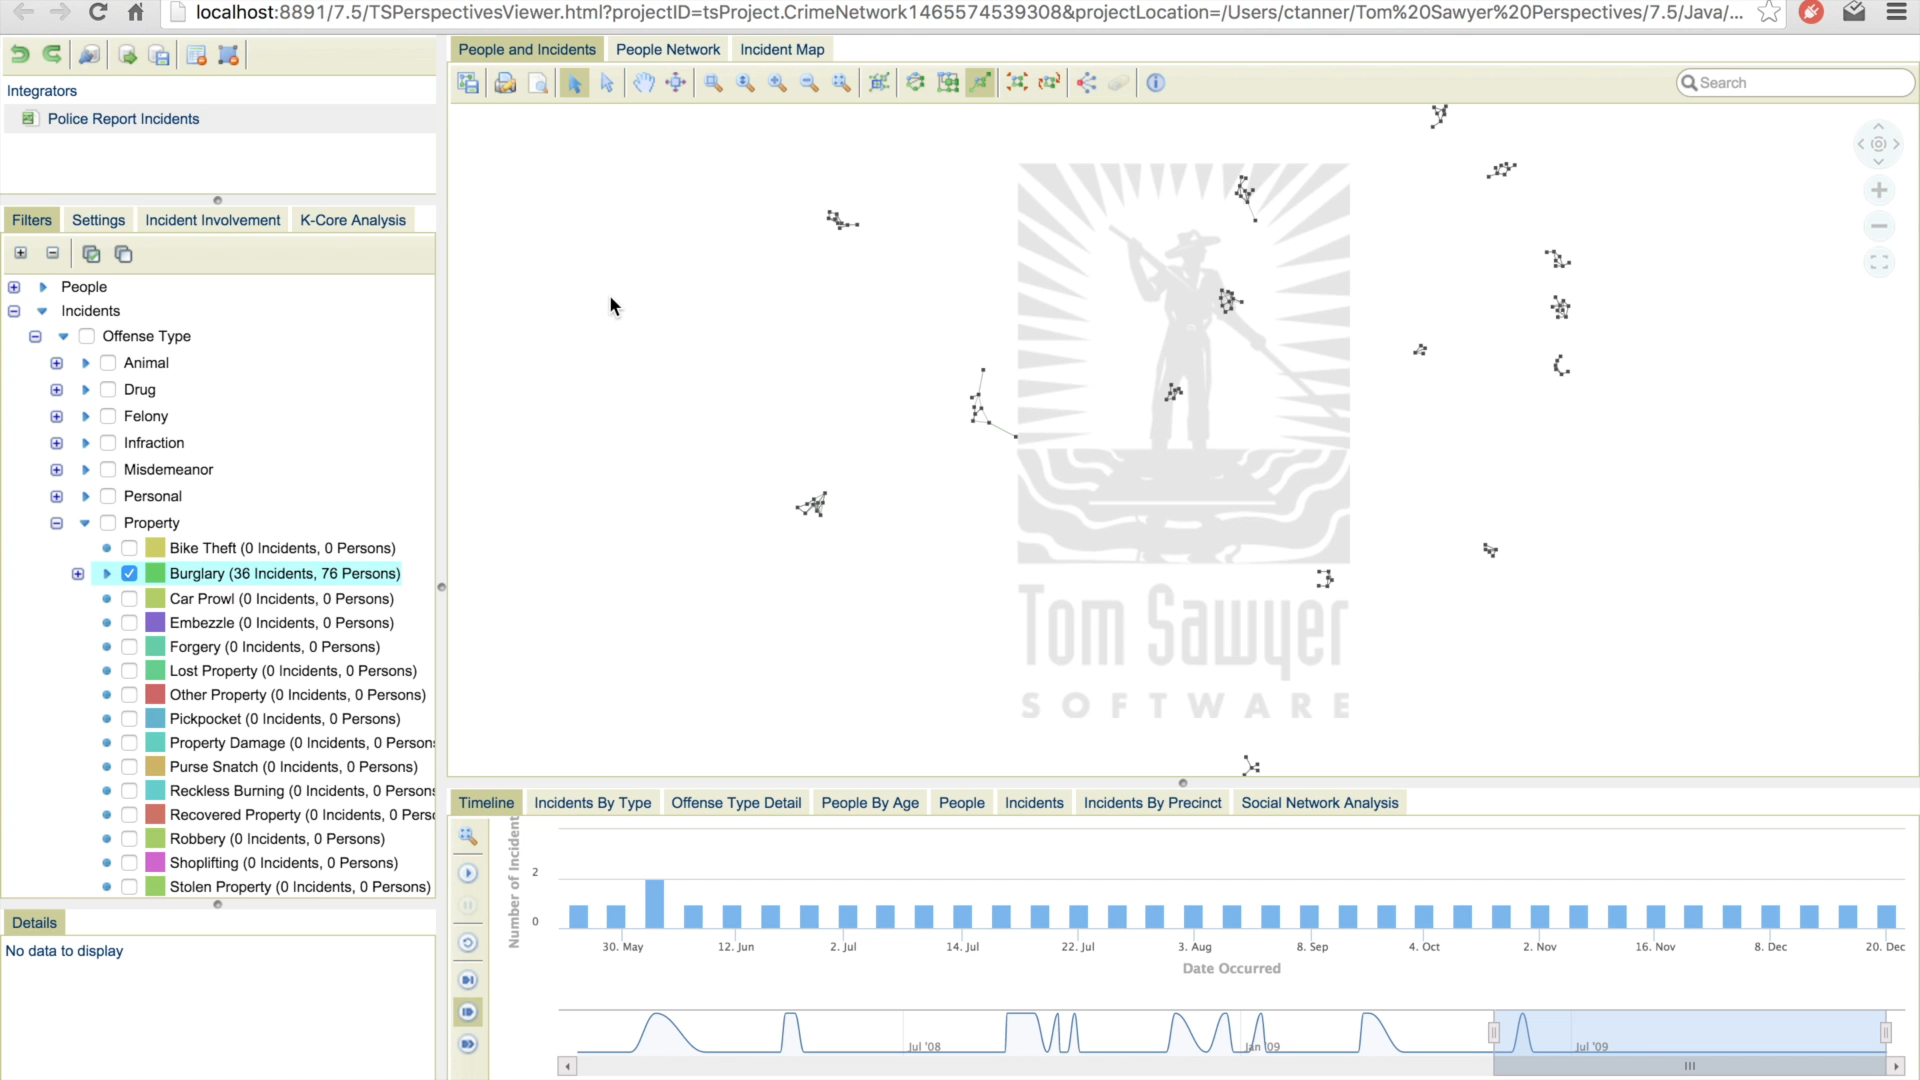 localhost:8891/7.5/TSPerspectivesViewer.html?projectID=tsProject.CrimeNetwork1465574539308&projectLocation=/Users/ctanner/Tom%20Sawyer%20Perspectives/7.5/Java/...
People and Incidents
People Network
Incident Map
Integrators
Police Report Incidents
Search
Filters
Settings
Incident Involvement
K-Core Analysis
People
Incidents
Offense Type
Animal
Drug
Felony
Infraction
Misdemeanor
Personal
Property
Bike Theft (0 Incidents, 0 Persons)
Burglary (36 Incidents, 76 Persons)
Car Prowl (0 Incidents, 0 Persons)
Embezzle (0 Incidents, 0 Persons)
Forgery (0 Incidents, 0 Persons)
Lost Property (0 Incidents, 0 Persons)
Other Property (0 Incidents, 0 Persons)
Pickpocket (0 Incidents, 0 Persons)
Property Damage (0 Incidents, 0 Person
Purse Snatch (0 Incidents, 0 Persons)
Reckless Burning (0 Incidents, 0 Person
Recovered Property (0 Incidents, 0 Pers
Robbery (0 Incidents, 0 Persons)
Shoplifting (0 Incidents, 0 Persons)
Stolen Property (0 Incidents, 0 Persons)
Tom Sawyer
SOFTWARE
Details
No data to display
Timeline
Incidents By Type
Offense Type Detail
People By Age
People
Incidents
Incidents By Precinct
Social Network Analysis
Number of Incident
2
0
30. May
12. Jun
2. Jul
14. Jul
22. Jul
3. Aug
8. Sep
4. Oct
2. Nov
16. Nov
8. Dec
20. Dec
Date Occurred
Jul '08
Jan '09
Jul '09